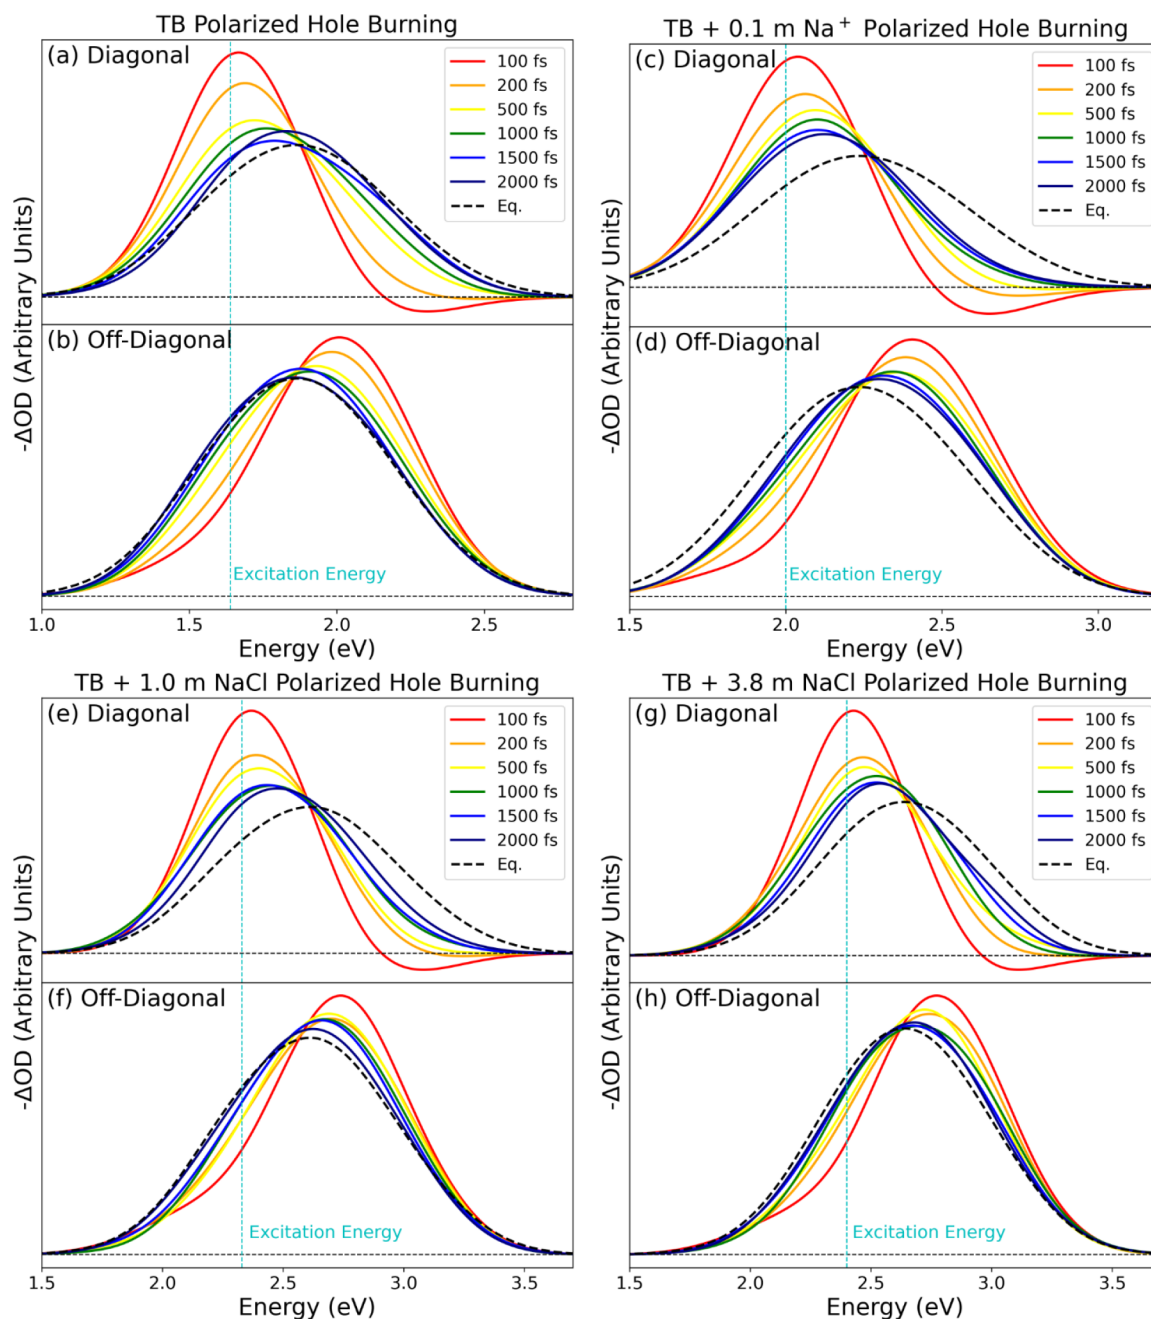 TB Polarized Hole Burning
(a) Diagonal
100 fs
200 fs
500 fs
1000 fs
1500 fs
2000 fs
Eq.
(b) Off-Diagonal
Excitation Energy
-ΔOD (Arbitrary Units)
1.0 1.5 2.0 2.5
Energy (eV)
TB + 0.1 m Na⁺ Polarized Hole Burning
(c) Diagonal
100 fs
200 fs
500 fs
1000 fs
1500 fs
2000 fs
Eq.
(d) Off-Diagonal
Excitation Energy
-ΔOD (Arbitrary Units)
1.5 2.0 2.5 3.0
Energy (eV)
TB + 1.0 m NaCl Polarized Hole Burning
(e) Diagonal
100 fs
200 fs
500 fs
1000 fs
1500 fs
2000 fs
Eq.
(f) Off-Diagonal
Excitation Energy
-ΔOD (Arbitrary Units)
1.5 2.0 2.5 3.0 3.5
Energy (eV)
TB + 3.8 m NaCl Polarized Hole Burning
(g) Diagonal
100 fs
200 fs
500 fs
1000 fs
1500 fs
2000 fs
Eq.
(h) Off-Diagonal
Excitation Energy
-ΔOD (Arbitrary Units)
1.5 2.0 2.5 3.0 3.5
Energy (eV)